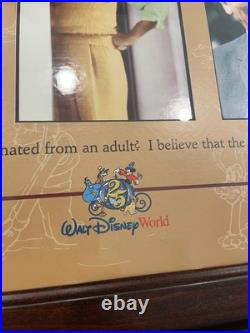 nated from an adult? I believe that the
25
Walt Disney World